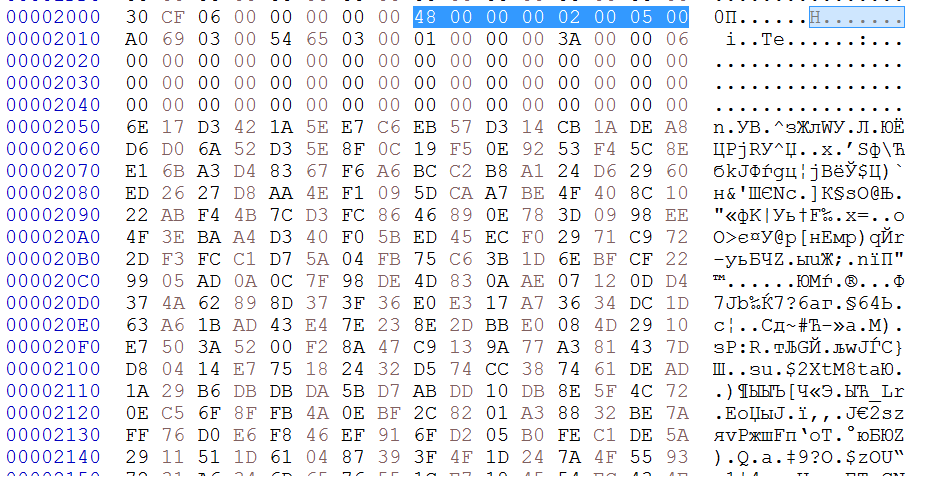 00002000 30 CF 06 00 00 00 00 00 48 00 00 00 02 00 05 00 0П......H.......
00002010 A0 69 03 00 54 65 03 00 01 00 00 00 3A 00 00 06 i..Te......:...
00002020 00 00 00 00 00 00 00 00 00 00 00 00 00 00 00 00 ................
00002030 00 00 00 00 00 00 00 00 00 00 00 00 00 00 00 00 ................
00002040 00 00 00 00 00 00 00 00 00 00 00 00 00 00 00 00 ................
00002050 6E 17 D3 42 1A 5E E7 C6 EB 57 D3 14 CB 1A DE A8 n.УB.^зЖлWУ.Л.ЮЁ
00002060 D6 D0 6A 52 D3 5E 8F 0C 19 F5 0E 92 53 F4 5C 8E ЦРjRУ^Џ..х.’Sф\Ћ
00002070 E1 6B A3 D4 83 67 F6 A6 BC C2 B8 A1 24 D6 29 60 бkЈФѓgц¦јВёЎ$Ц)`
00002080 ED 26 27 D8 AA 4E F1 09 5D CA A7 BE 4F 40 8C 10 н&'ШЄNс.]К§ѕO@Њ.
00002090 22 AB F4 4B 7C D3 FC 86 46 89 0E 78 3D 09 98 EE "«фK|Уь†F‰.x=..о
000020A0 4F 3E BA A4 D3 40 F0 5B ED 45 EC F0 29 71 C9 72 O>є¤У@р[нEмр)qЙr
000020B0 2D F3 FC C1 D7 5A 04 FB 75 C6 3B 1D 6E BF CF 22 -уьБЧZ.ыuЖ;.nїП"
000020C0 99 05 AD 0A 0C 7F 98 DE 4D 83 0A AE 07 12 0D D4 ™......ЮMѓ.®...Ф
000020D0 37 4A 62 89 8D 37 3F 36 E0 E3 17 A7 36 34 DC 1D 7Jb‰Ќ7?6аг.§64Ь.
000020E0 63 A6 1B AD 43 E4 7E 23 8E 2D BB E0 08 4D 29 10 c¦..Cд~#Ћ-»а.M).
000020F0 E7 50 3A 52 00 F2 8A 47 C9 13 9A 77 A3 81 43 7D зP:R.тЉGЙ.љwЈЃC}
00002100 D8 04 14 E7 75 18 24 32 D5 74 CC 38 74 61 DE AD Ш..зu.$2ХtМ8taЮ.
00002110 1A 29 B6 DB DB DA 5B D7 AB DD 10 DB 8E 5F 4C 72 .)¶ЫЫЪ[Ч«Э.ЫЋ_Lr
00002120 0E C5 6F 8F FB 4A 0E BF 2C 82 01 A3 88 32 BE 7A .ЕoЏыJ.ї,‚.Ј€2ѕz
00002130 FF 76 D0 E6 F8 46 EF 91 6F D2 05 B0 FE C1 DE 5A яvРжшFп‘oТ.°юБЮZ
00002140 29 11 51 1D 61 04 87 39 3F 4F 1D 24 7A 4F 55 93 ).Q.a.‡9?O.$zOU“